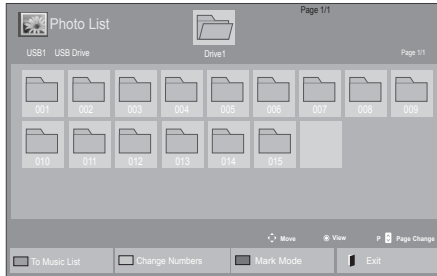 Page 1/1
Photo List
USB1 USB Drive Drive1 Page 1/1
001 002 003 004 005 006 007 008 009
010 011 012 013 014 015
Move View P Page Change
To Music List Change Numbers Mark Mode Exit